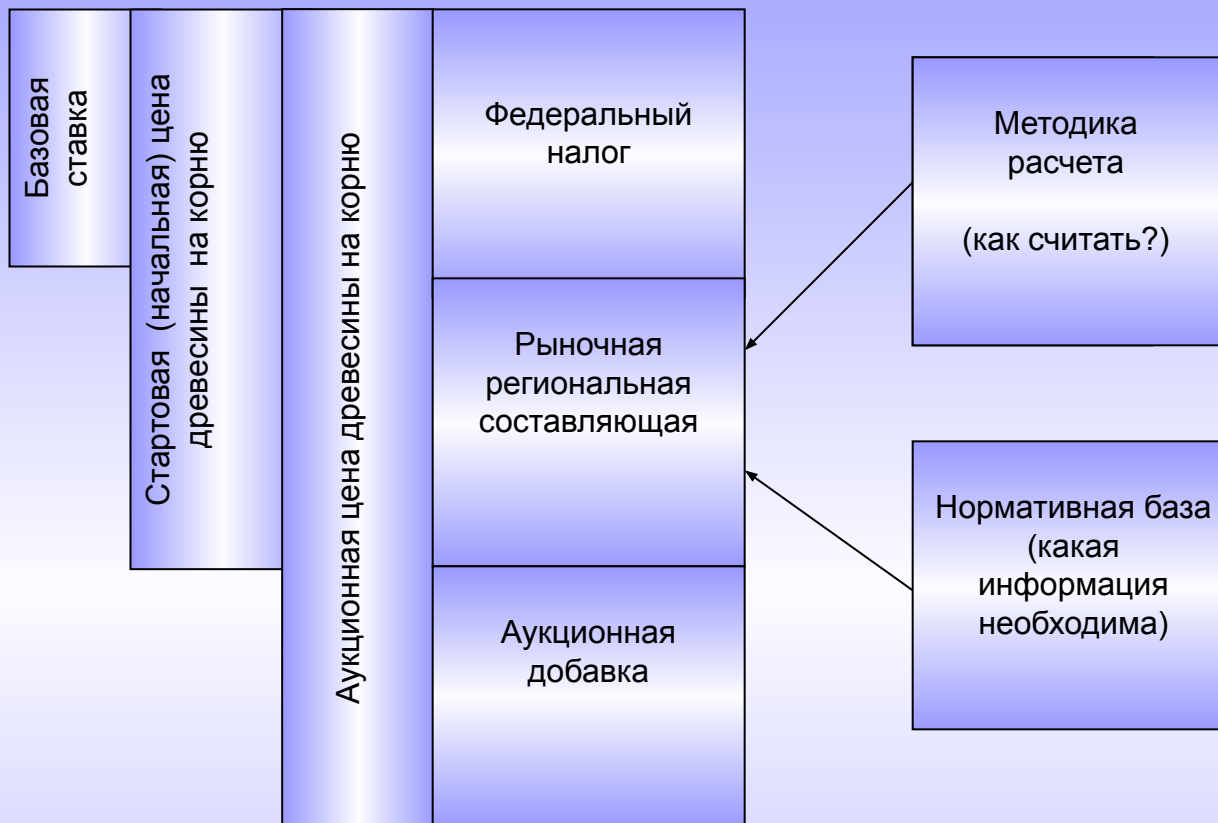 Базовая
ставка
Стартовая (начальная) цена
древесины на корню
Аукционная цена древесины на корню
Федеральный
налог
Рыночная
региональная
составляющая
Аукционная
добавка
Методика
расчета
(как считать?)
Нормативная база
(какая
информация
необходима)